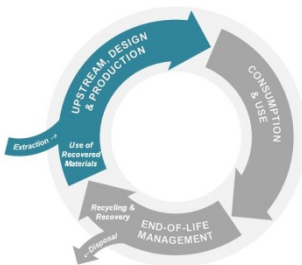 UPSTREAM, DESIGN
& PRODUCTION
CONSUMPTION
& USE
Extraction →
Use of
Recovered
Materials
Recycling &
Recovery
END-OF-LIFE
MANAGEMENT
←Disposal